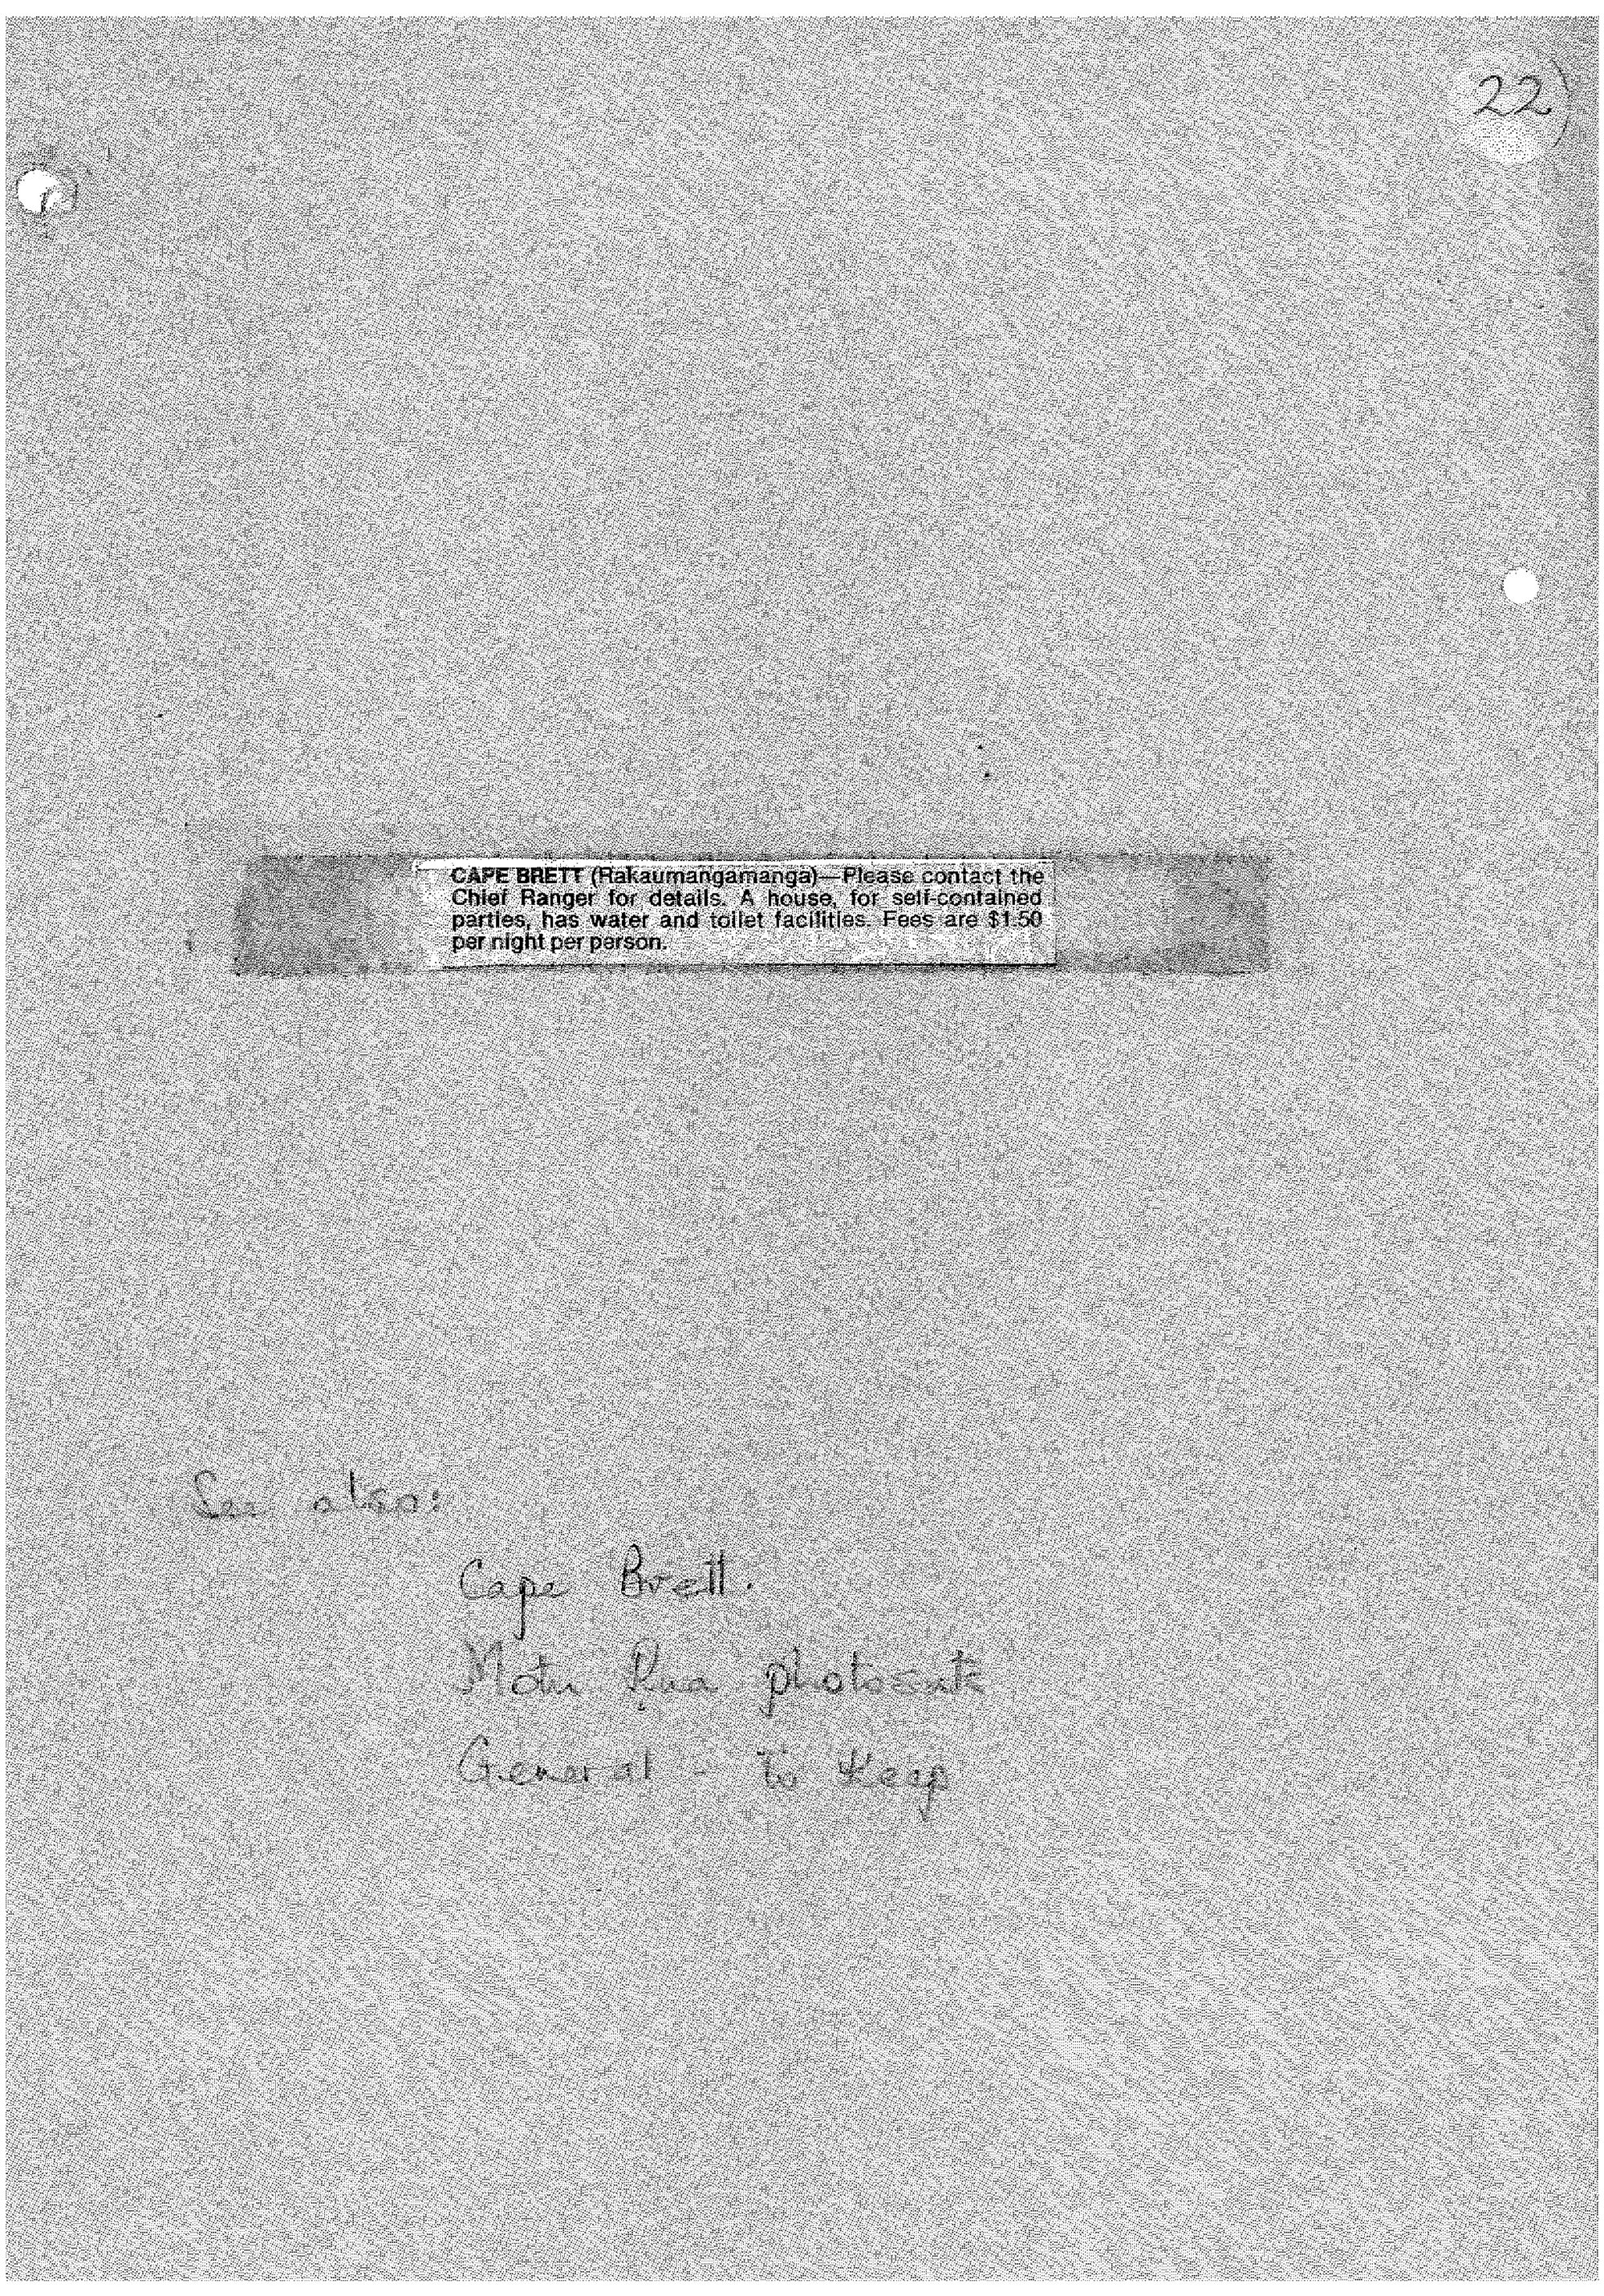 22
CAPE BRETT (Rakaumangamanga)—Please contact the
Chief Ranger for details. A house, for self-contained
parties, has water and toilet facilities. Fees are $1.50
per night per person.
See also:
Cape Brett.
Motu Rua
General - to keep